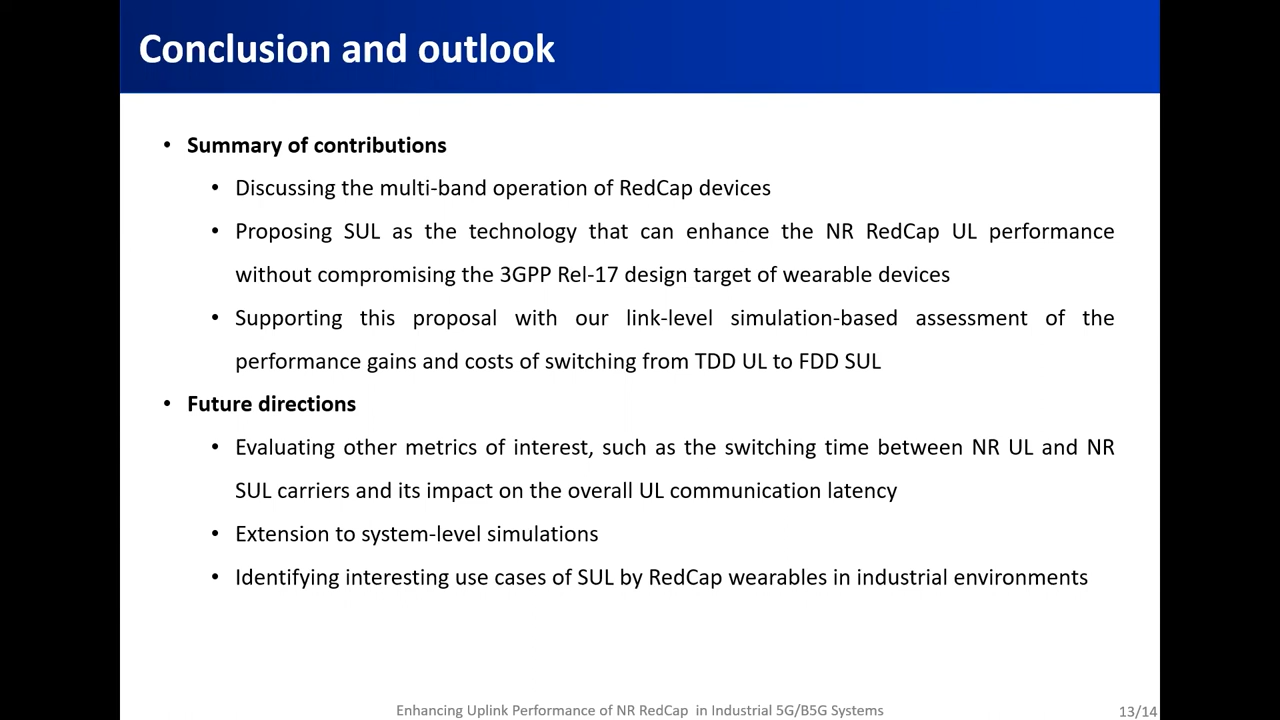 Conclusion and outlook
• Summary of contributions
• Discussing the multi-band operation of RedCap devices
• Proposing SUL as the technology that can enhance the NR RedCap UL performance
without compromising the 3GPP Rel-17 design target of wearable devices
• Supporting this proposal with our link-level simulation-based assessment of the
performance gains and costs of switching from TDD UL to FDD SUL
• Future directions
• Evaluating other metrics of interest, such as the switching time between NR UL and NR
SUL carriers and its impact on the overall UL communication latency
• Extension to system-level simulations
• Identifying interesting use cases of SUL by RedCap wearables in industrial environments
Enhancing Uplink Performance of NR RedCap in Industrial 5G/B5G Systems
13/14